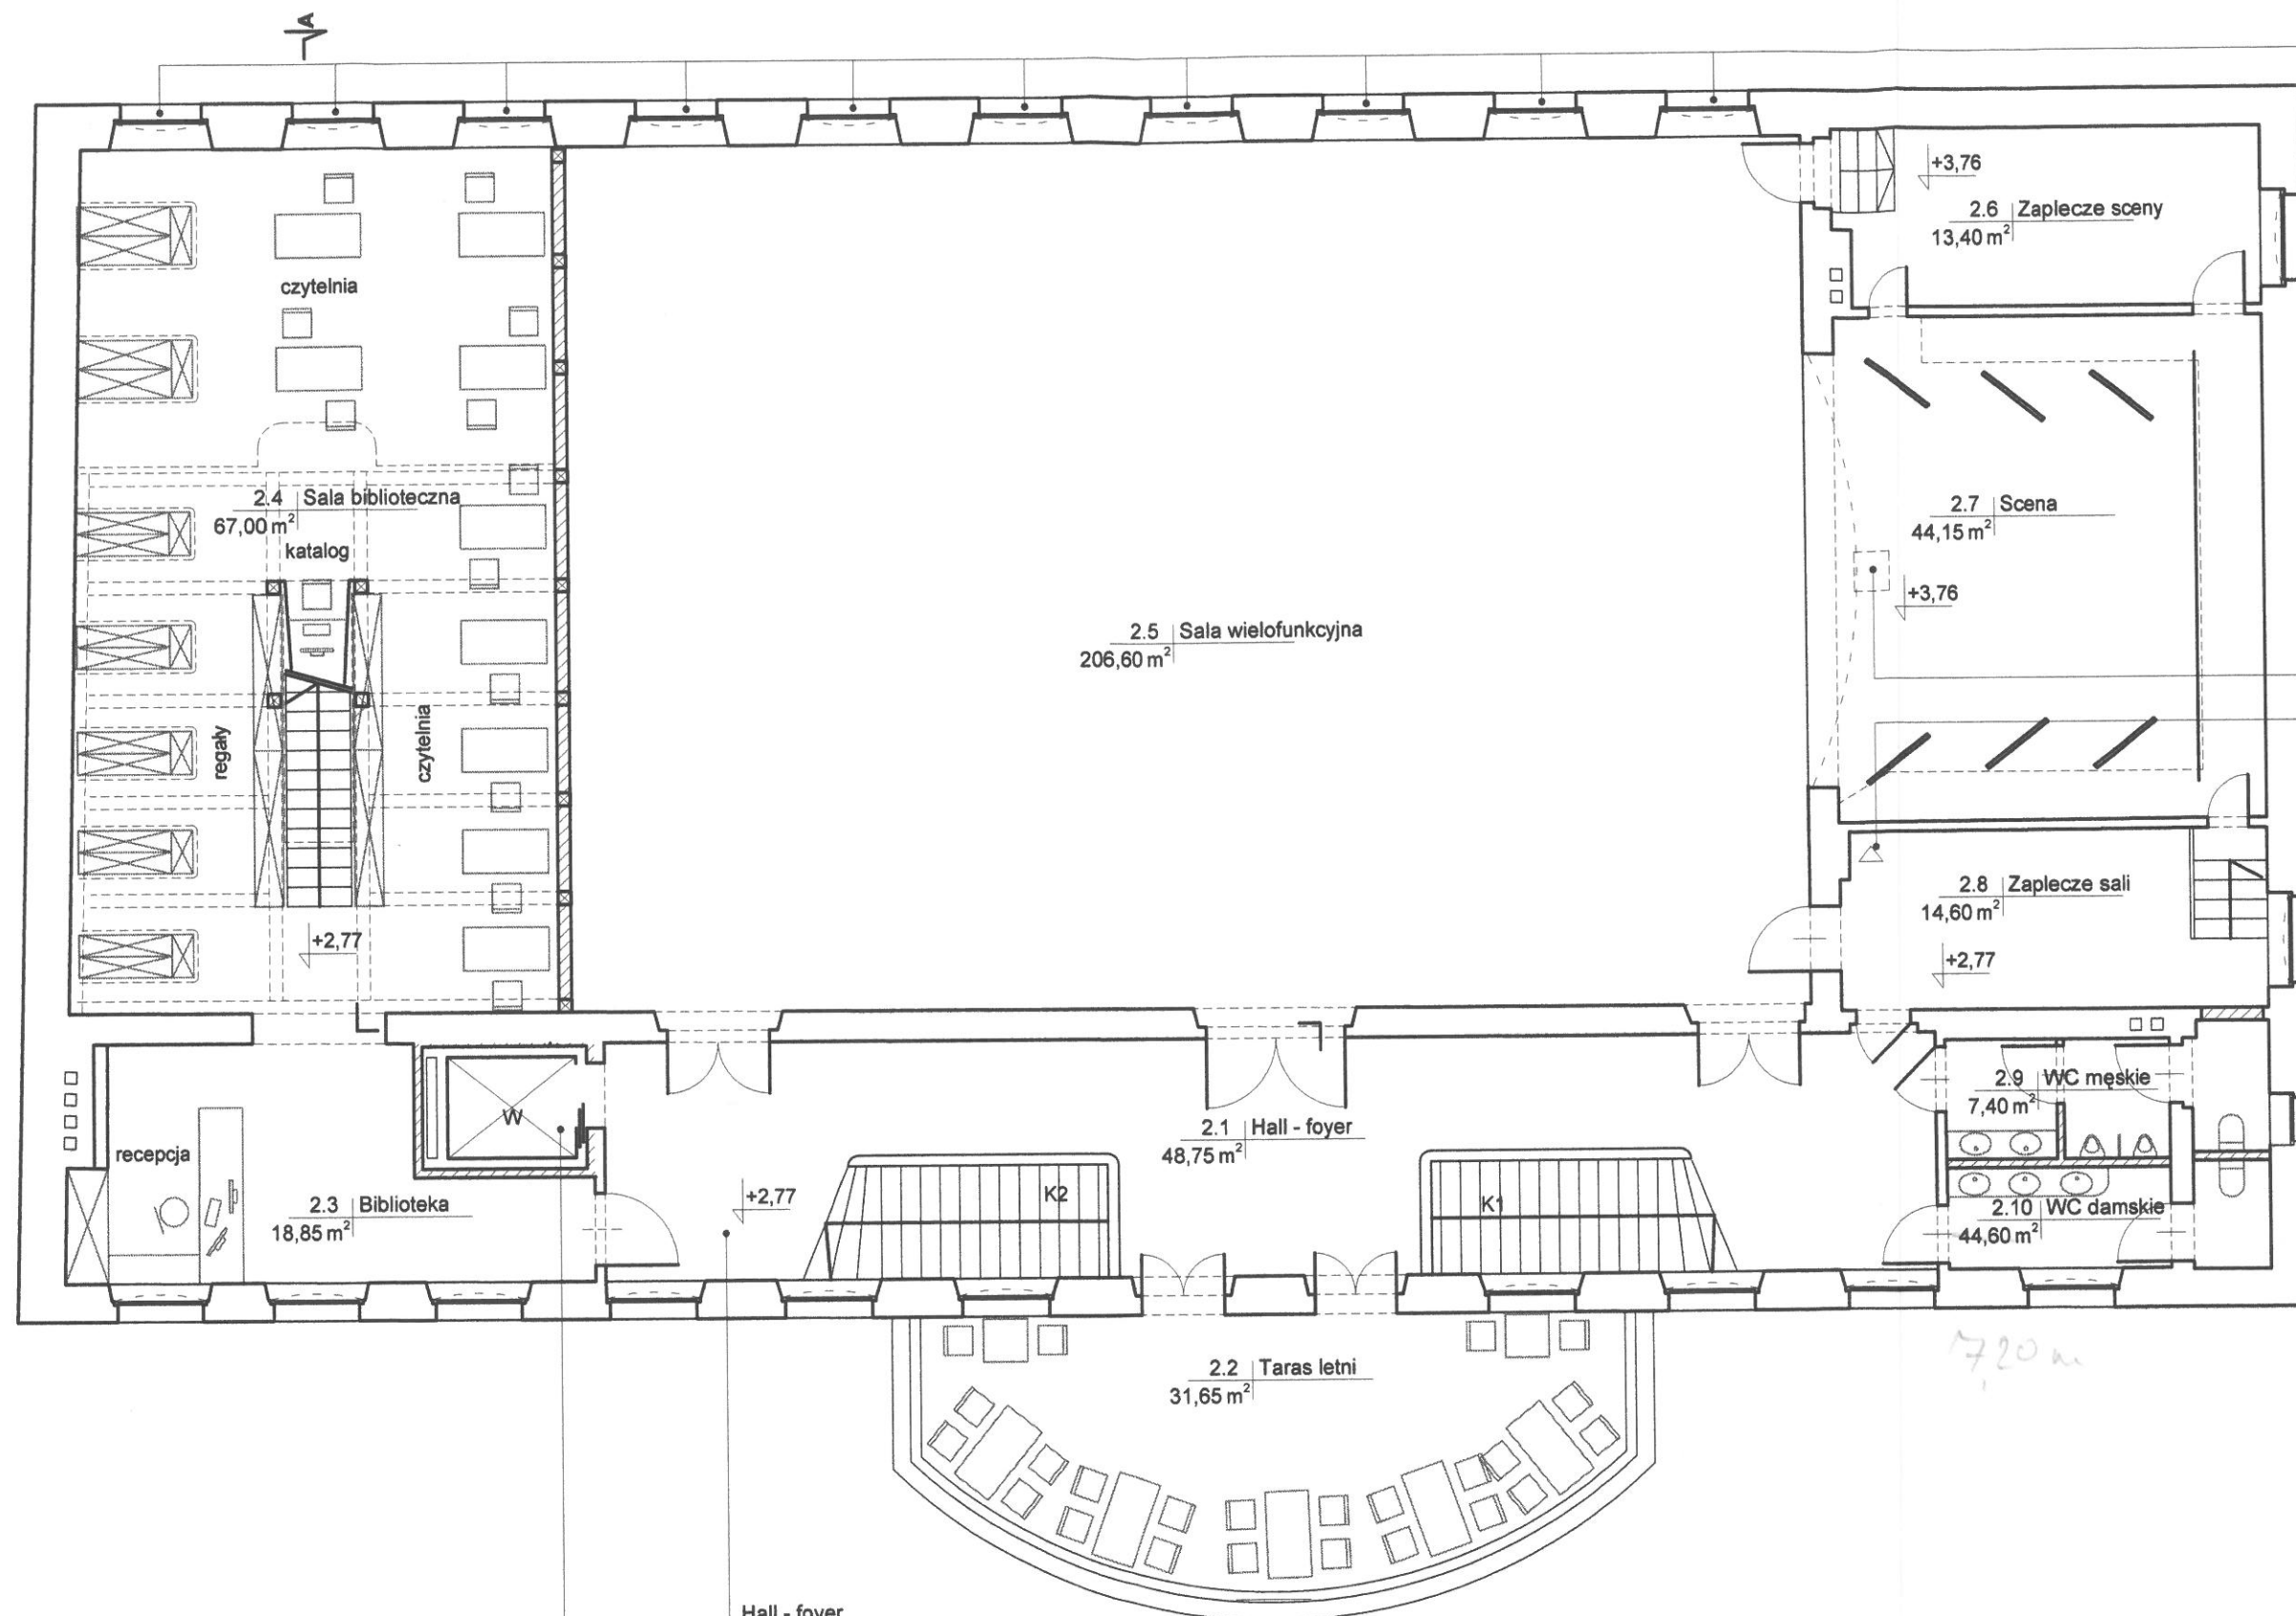 A
+3,76
2.6 Zaplecze sceny
13,40 m²
czytelnia
2.4 Sala biblioteczna
67,00 m²
katalog
2.7 Scena
44,15 m²
+3,76
2.5 Sala wielofunkcyjna
206,60 m²
regały
czytelnia
2.8 Zaplecze sali
14,60 m²
+2,77
+2,77
2.9 WC męskie
7,40 m²
W
2.1 Hall - foyer
48,75 m²
recepcja
2.3 Biblioteka
18,85 m²
+2,77
K2
K1
2.10 WC damskie
44,60 m²
7,20 m
2.2 Taras letni
31,65 m²
Hall - foyer